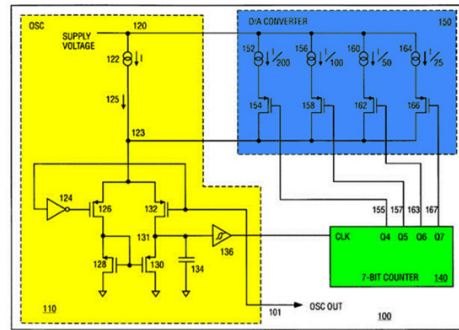 OSC
120
SUPPLY
VOLTAGE
122
I
125
123
124
126
132
131
128
130
134
136
110
D/A CONVERTER
150
152
I/200
156
I/100
160
I/50
164
I/25
154
158
162
166
155
157
163
167
CLK
Q4
Q5
Q6
Q7
7-BIT COUNTER
140
101
OSC OUT
100